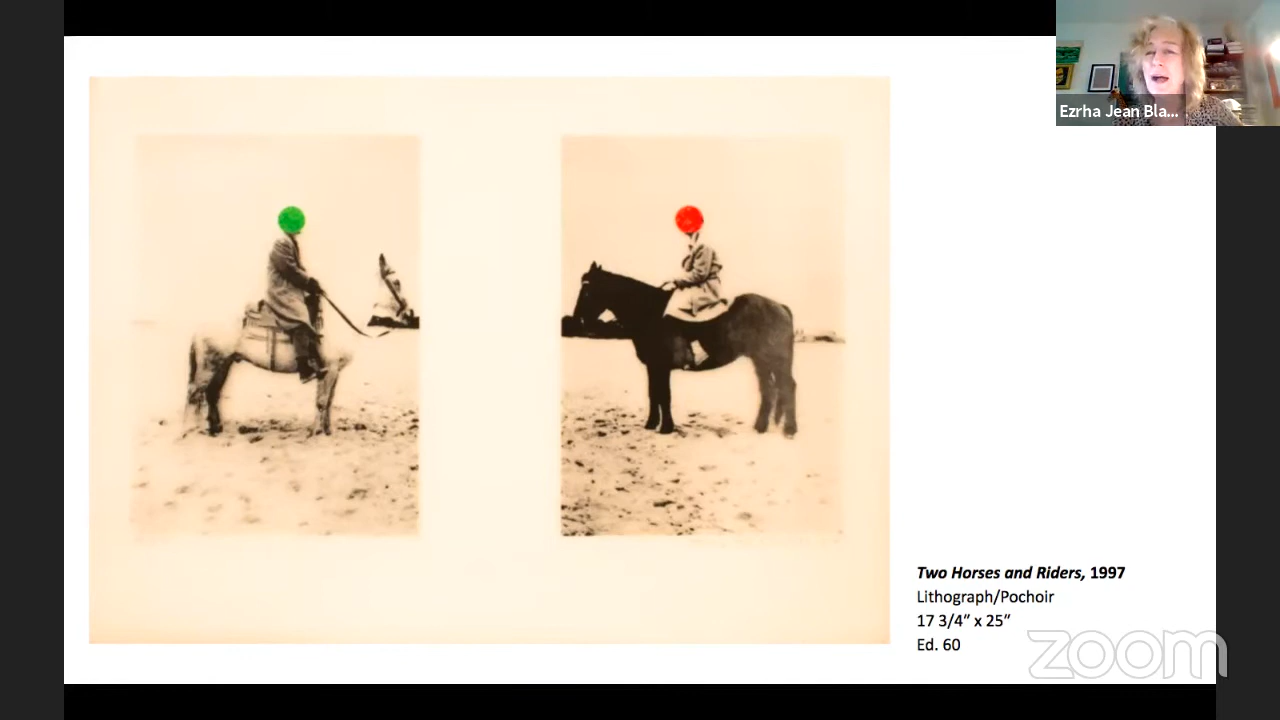 Ezrha Jean Bla...
Two Horses and Riders, 1997
Lithograph/Pochoir
17 3/4" x 25"
Ed. 60
zoom